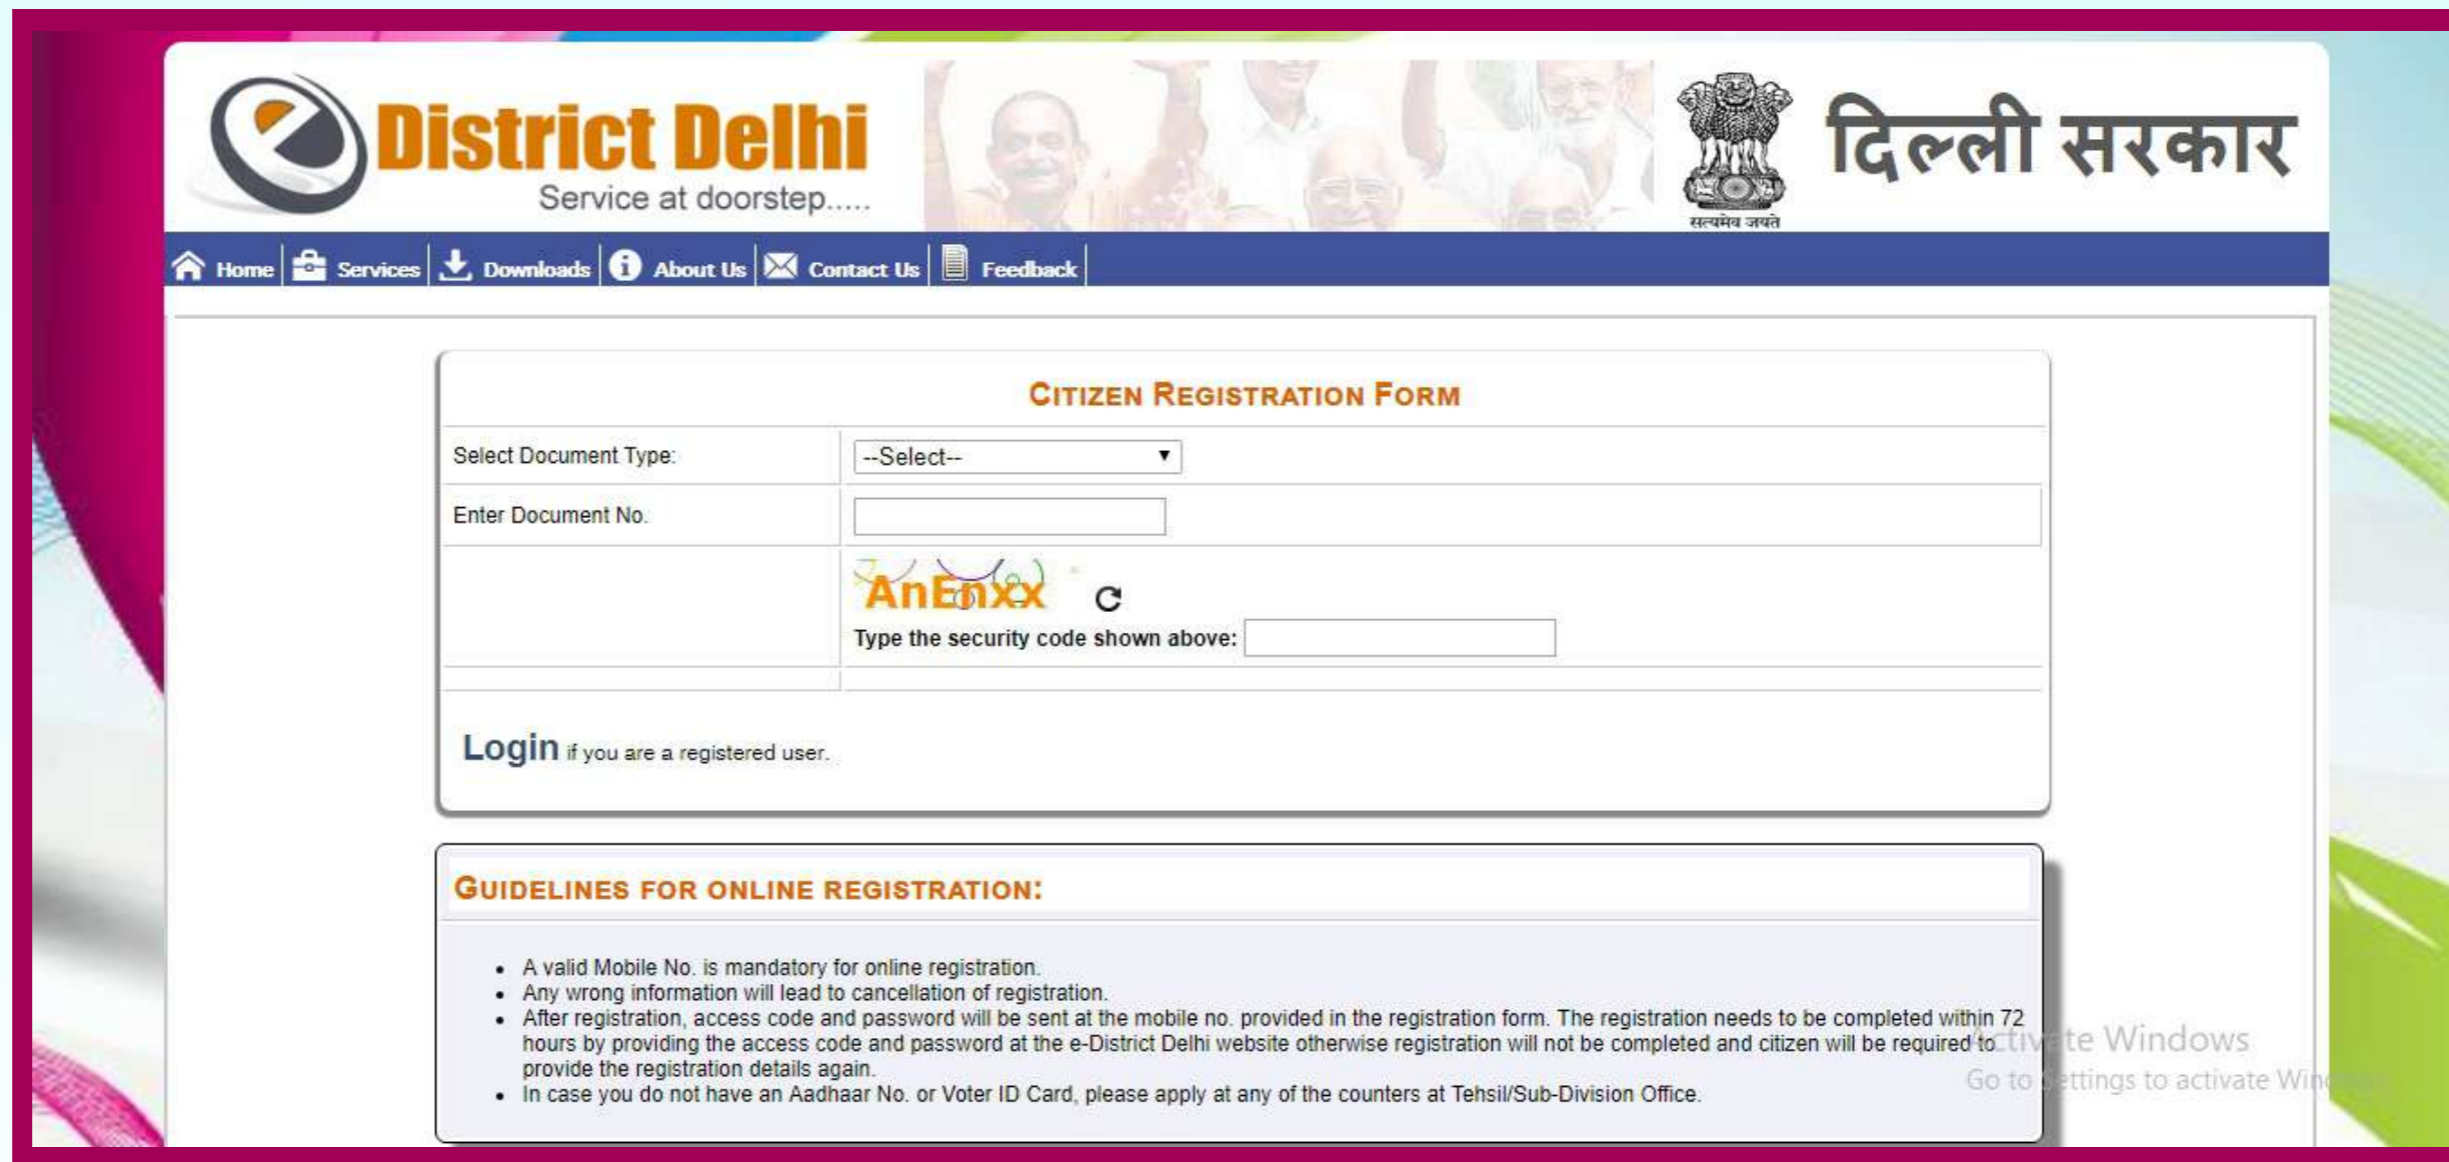 District Delhi
Service at doorstep.....
सत्यमेव जयते
दिल्ली सरकार
Home Services Downloads About Us Contact Us Feedback
CITIZEN REGISTRATION FORM
Select Document Type: --Select--
Enter Document No.
AnEnxx
Type the security code shown above:
Login if you are a registered user.
GUIDELINES FOR ONLINE REGISTRATION:
• A valid Mobile No. is mandatory for online registration.
• Any wrong information will lead to cancellation of registration.
• After registration, access code and password will be sent at the mobile no. provided in the registration form. The registration needs to be completed within 72
hours by providing the access code and password at the e-District Delhi website otherwise registration will not be completed and citizen will be required to
provide the registration details again.
• In case you do not have an Aadhaar No. or Voter ID Card, please apply at any of the counters at Tehsil/Sub-Division Office.
Activate Windows
Go to Settings to activate Windows.